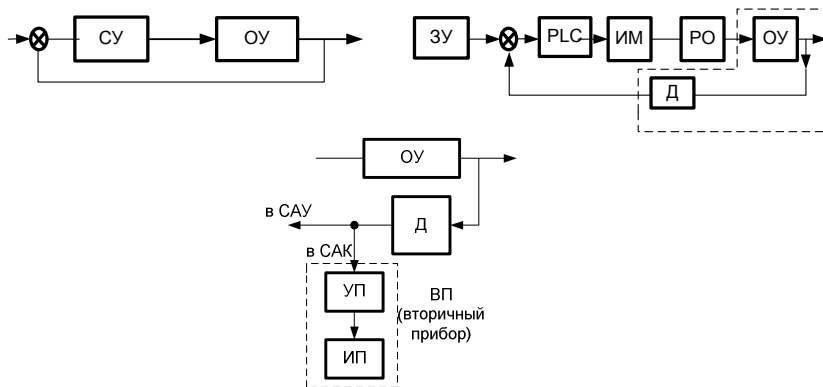 СУ
ОУ
ЗУ
PLC
ИМ
РО
ОУ
Д
ОУ
в САУ
Д
в САК
УП
ВП
(вторичный
прибор)
ИП